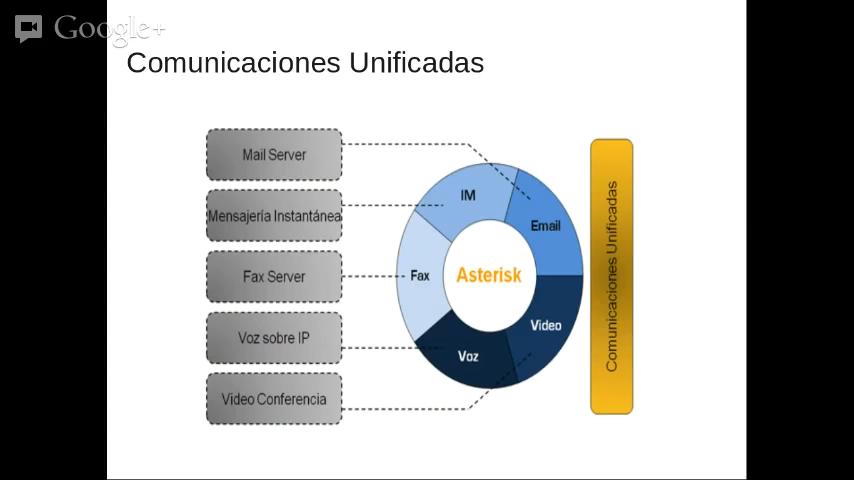 Google+
Comunicaciones Unificadas
Mail Server
Mensajería Instantánea
Fax Server
Voz sobre IP
Video Conferencia
IM
Email
Fax
Asterisk
Video
Voz
Comunicaciones Unificadas